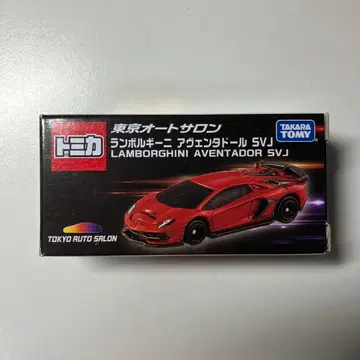 トミカ
東京オートサロン
ランボルギーニ アヴェンタドール SVJ
LAMBORGHINI AVENTADOR SVJ
TAKARA
TOMY
TOKYO AUTO SALON